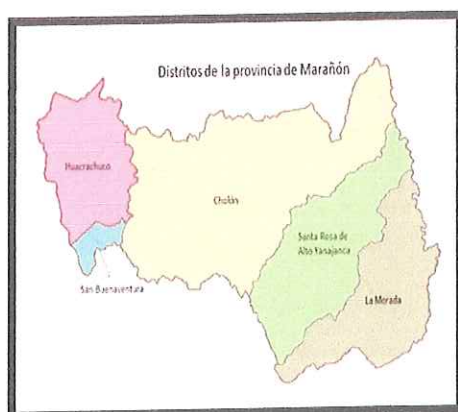 Distritos de la provincia de Marañón
Huacrachuco
Cholón
Santa Rosa de
Alto Yanajanca
San Buenaventura
La Morada